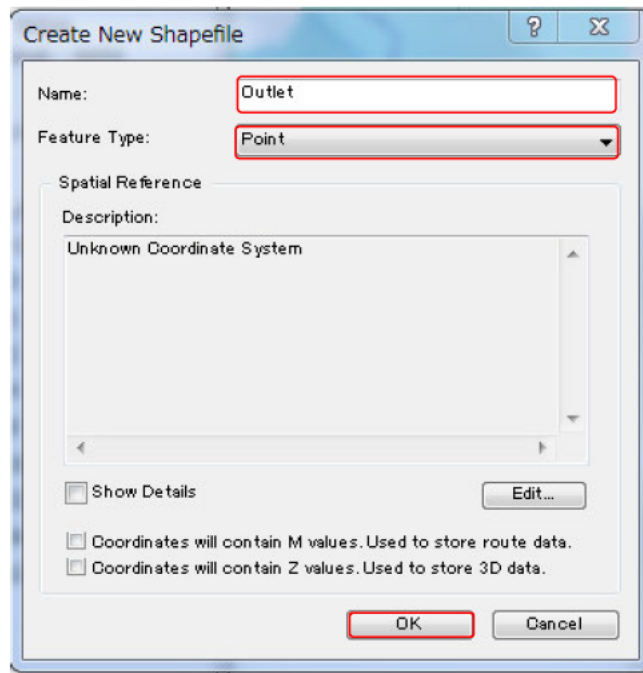 Create New Shapefile
Name:
Outlet
Feature Type:
Point
Spatial Reference
Description:
Unknown Coordinate System
Show Details
Edit...
Coordinates will contain M values. Used to store route data.
Coordinates will contain Z values. Used to store 3D data.
OK
Cancel